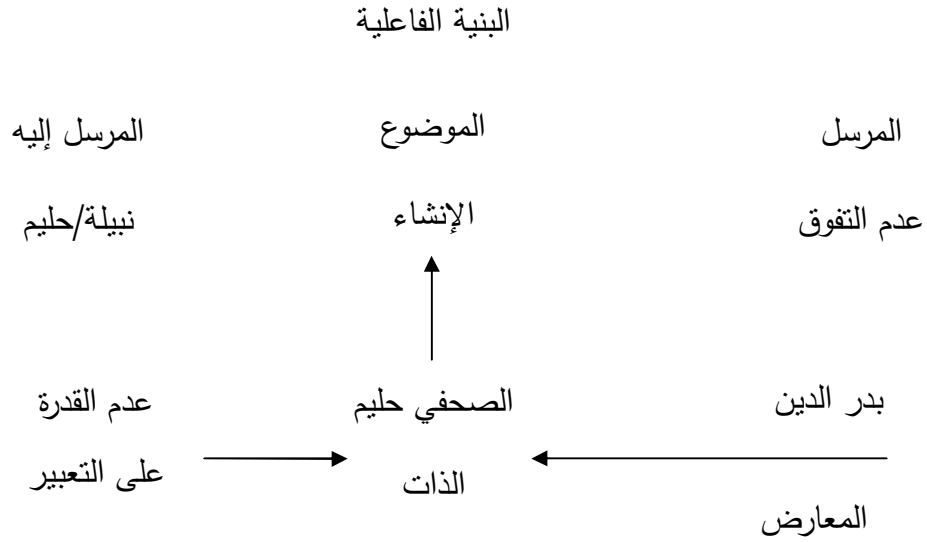 البنية الفاعلية
المرسل الموضوع المرسل إليه
عدم التفوق الإنشاء نبيلة/حليم
بدر الدين الصحفي حليم عدم القدرة
الذات على التعبير
المعارض